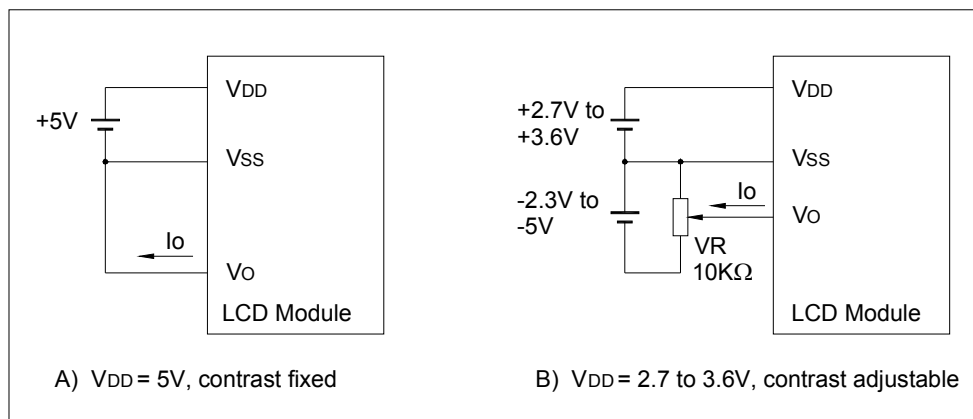 VDD
+5V
VSS
Io
VO
LCD Module
A) VDD = 5V, contrast fixed
VDD
+2.7V to
+3.6V
VSS
-2.3V to
-5V
Io
VO
VR
10KΩ
LCD Module
B) VDD = 2.7 to 3.6V, contrast adjustable